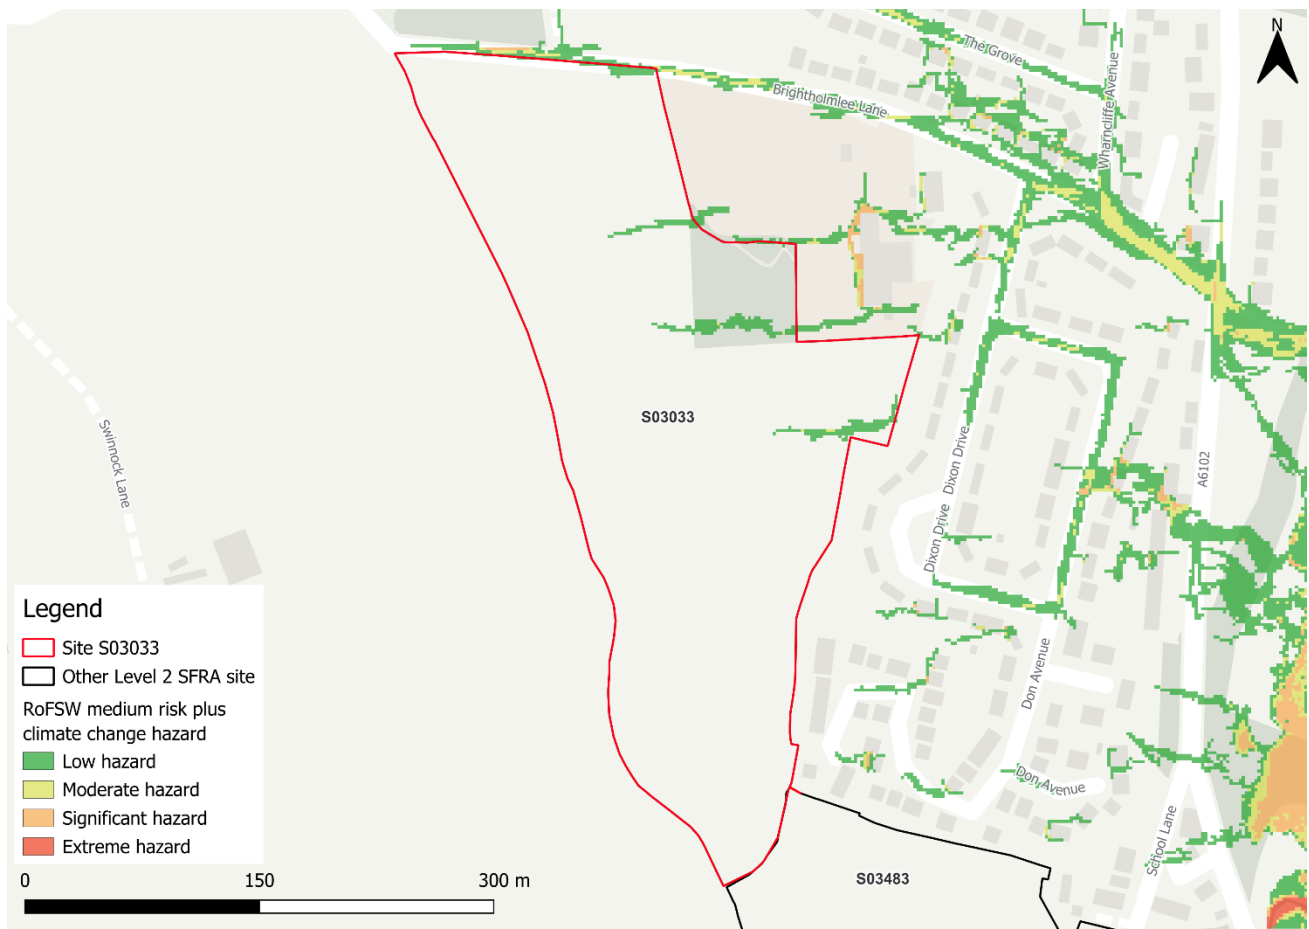 N
The Grove
Wharncliffe Avenue
Brightholmlee Lane
S03033
Swinnock Lane
Dixon Drive
Dixon Drive
A6102
Don Avenue
Don Avenue
School Lane
S03483
Legend
Site S03033
Other Level 2 SFRA site
RoFSW medium risk plus
climate change hazard
Low hazard
Moderate hazard
Significant hazard
Extreme hazard
0 150 300 m